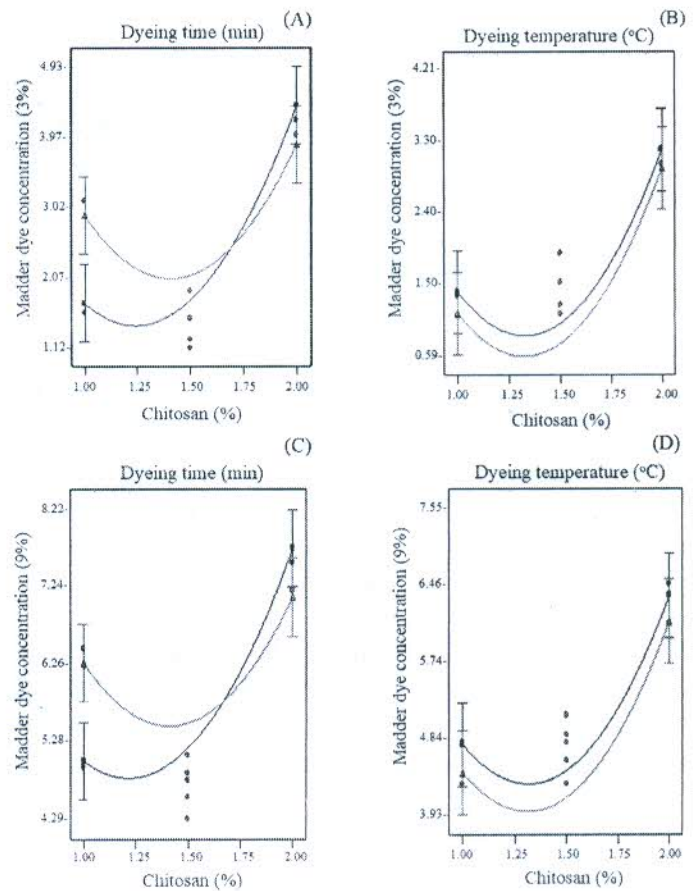 (A)
Dyeing time (min)
Madder dye concentration (3%)
4.93
3.97
3.02
2.07
1.12
1.00 1.25 1.50 1.75 2.00
Chitosan (%)
(B)
Dyeing temperature (°C)
Madder dye concentration (3%)
4.21
3.30
2.40
1.50
0.59
1.00 1.25 1.50 1.75 2.00
Chitosan (%)
(C)
Dyeing time (min)
Madder dye concentration (9%)
8.22
7.24
6.26
5.28
4.29
1.00 1.25 1.50 1.75 2.00
Chitosan (%)
(D)
Dyeing temperature (°C)
Madder dye concentration (9%)
7.55
6.46
5.74
4.84
3.93
1.00 1.25 1.50 1.75 2.00
Chitosan (%)